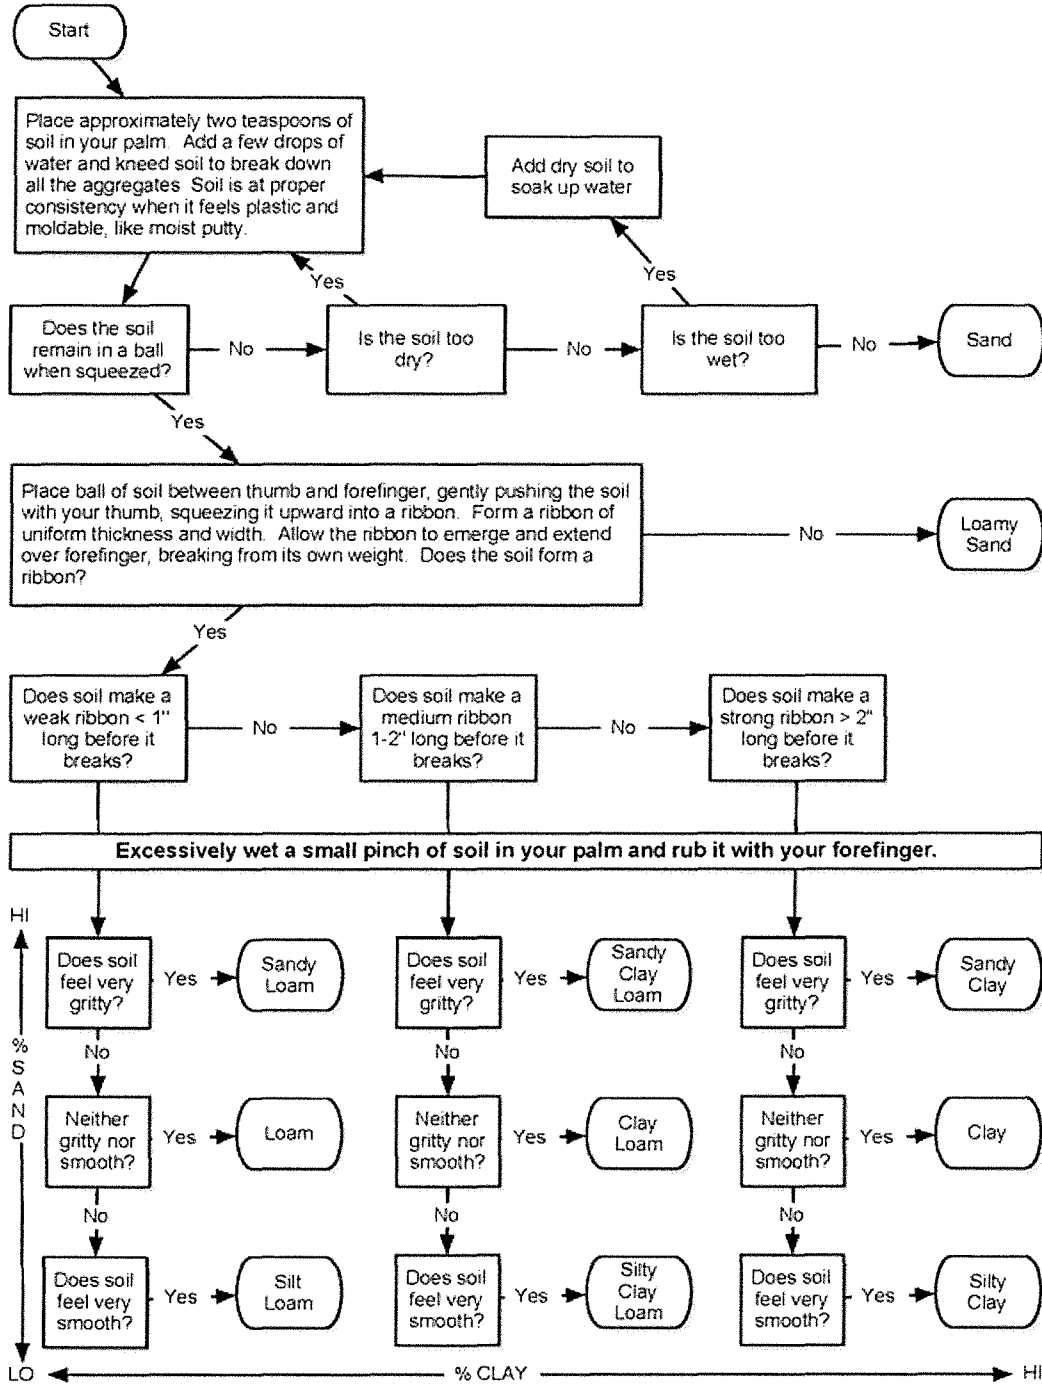 Start
Place approximately two teaspoons of
soil in your palm. Add a few drops of
water and kneed soil to break down
all the aggregates Soil is at proper
consistency when it feels plastic and
moldable, like moist putty.
Add dry soil to
soak up water
Yes
Yes
Does the soil
remain in a ball
when squeezed?
No
Is the soil too
dry?
No
Is the soil too
wet?
No
Sand
Yes
Place ball of soil between thumb and forefinger, gently pushing the soil
with your thumb, squeezing it upward into a ribbon. Form a ribbon of
uniform thickness and width. Allow the ribbon to emerge and extend
over forefinger, breaking from its own weight. Does the soil form a
ribbon?
No
Loamy
Sand
Yes
Does soil make a
weak ribbon < 1"
long before it
breaks?
No
Does soil make a
medium ribbon
1-2" long before it
breaks?
No
Does soil make a
strong ribbon > 2"
long before it
breaks?
Excessively wet a small pinch of soil in your palm and rub it with your forefinger.
HI
% SAND
Does soil
feel very
gritty?
Yes
Sandy
Loam
Does soil
feel very
gritty?
Yes
Sandy
Clay
Loam
Does soil
feel very
gritty?
Yes
Sandy
Clay
No
No
No
Neither
gritty nor
smooth?
Yes
Loam
Neither
gritty nor
smooth?
Yes
Clay
Loam
Neither
gritty nor
smooth?
Yes
Clay
No
No
No
Does soil
feel very
smooth?
Yes
Silt
Loam
Does soil
feel very
smooth?
Yes
Silty
Clay
Loam
Does soil
feel very
smooth?
Yes
Silty
Clay
LO
% CLAY
HI